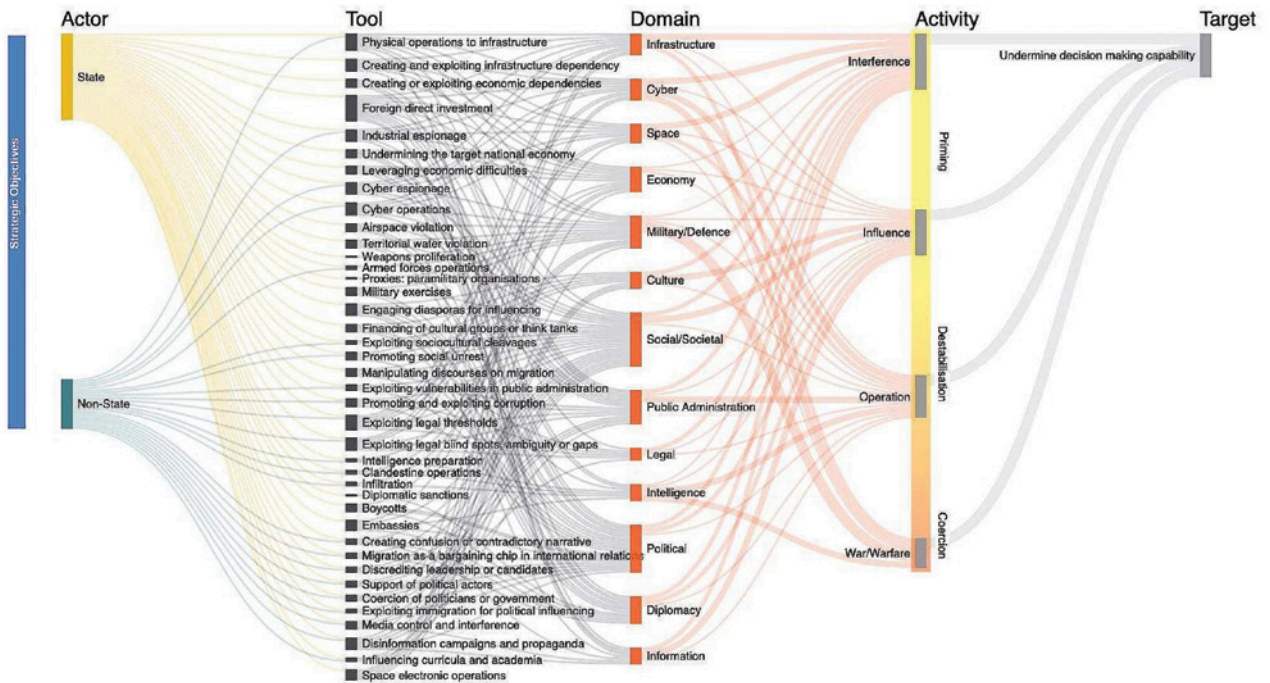 Actor
Tool
Domain
Activity
Target
Strategic Objectives
State
Non-State
Physical operations to infrastructure
Creating and exploiting infrastructure dependency
Creating or exploiting economic dependencies
Foreign direct investment
Industrial espionage
Undermining the target national economy
Leveraging economic difficulties
Cyber espionage
Cyber operations
Airspace violation
Territorial water violation
Weapons proliferation
Armed forces operations
Proxies: paramilitary organisations
Military exercises
Engaging diasporas for influencing
Financing of cultural groups or think tanks
Exploiting sociocultural cleavages
Promoting social unrest
Manipulating discourses on migration
Exploiting vulnerabilities in public administration
Promoting and exploiting corruption
Exploiting legal thresholds
Exploiting legal blind spots, ambiguity or gaps
Intelligence preparation
Clandestine operations
Infiltration
Diplomatic sanctions
Boycotts
Embassies
Creating confusion or contradictory narrative
Migration as a bargaining chip in international relations
Discrediting leadership or candidates
Support of political actors
Coercion of politicians or government
Exploiting immigration for political influencing
Media control and interference
Disinformation campaigns and propaganda
Influencing curricula and academia
Space electronic operations
Infrastructure
Cyber
Space
Economy
Military/Defence
Culture
Social/Societal
Public Administration
Legal
Intelligence
Political
Diplomacy
Information
Interference
Influence
Operation
War/Warfare
Priming
Destabilisation
Coercion
Undermine decision making capability